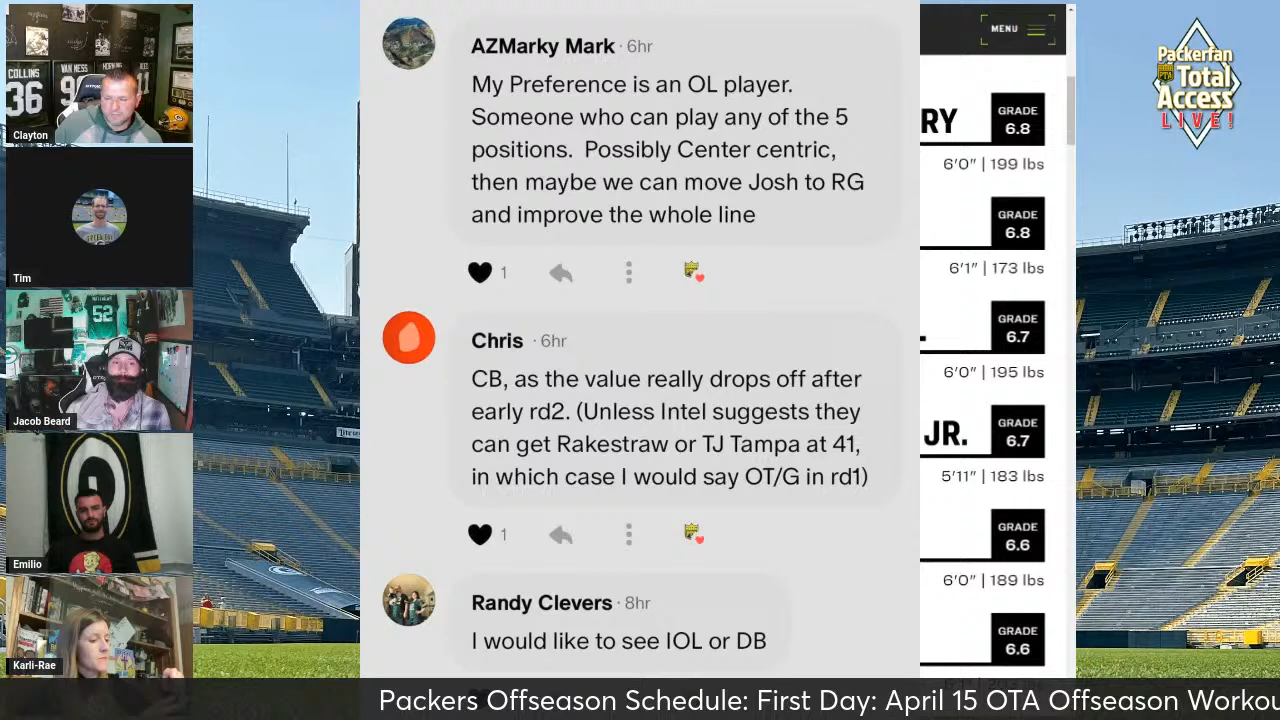 COLLINS
36
VAN NESS
Clayton
Tim
52
Jacob Beard
Emilio
Karli-Rae
AZMarky Mark · 6hr
My Preference is an OL player.
Someone who can play any of the 5
positions. Possibly Center centric,
then maybe we can move Josh to RG
and improve the whole line
1
Chris · 6hr
CB, as the value really drops off after
early rd2. (Unless Intel suggests they
can get Rakestraw or TJ Tampa at 41,
in which case I would say OT/G in rd1)
1
Randy Clevers · 8hr
I would like to see IOL or DB
MENU
RY
GRADE
6.8
6'0" | 199 lbs
GRADE
6.8
6'1" | 173 lbs
GRADE
6.7
6'0" | 195 lbs
JR.
GRADE
6.7
5'11" | 183 lbs
GRADE
6.6
6'0" | 189 lbs
GRADE
6.6
Packerfan
PTA
Total
Access
LIVE!
Packers Offseason Schedule: First Day: April 15 OTA Offseason Workou